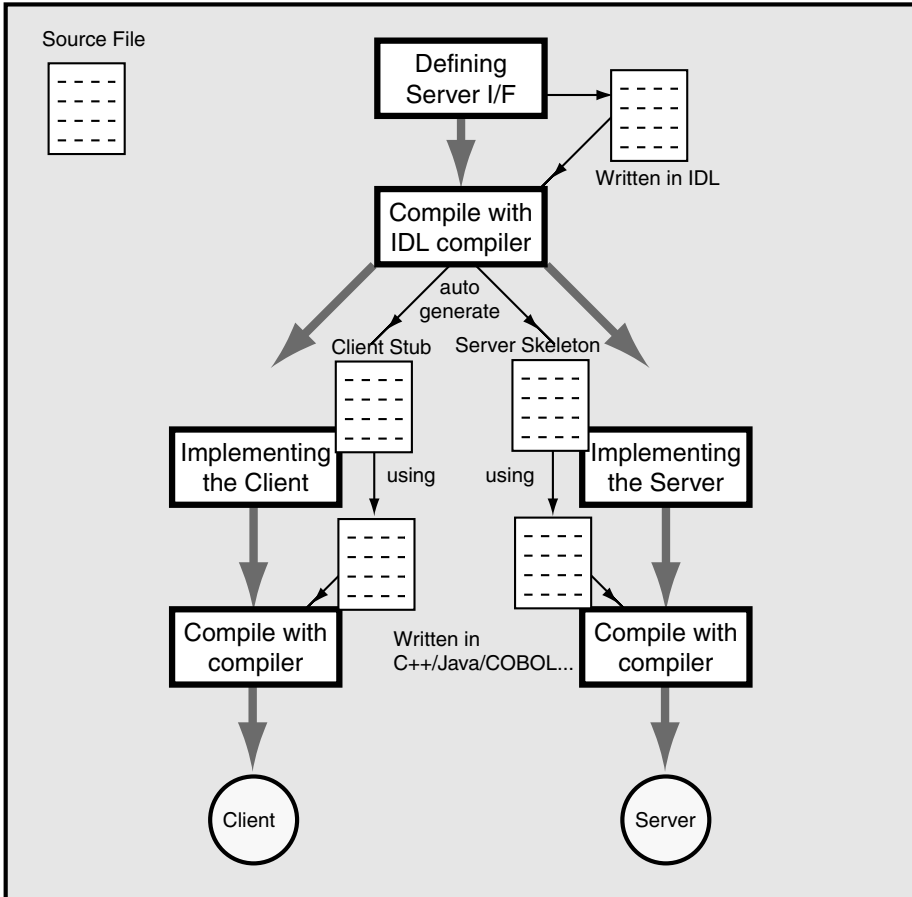 Source File
Defining
Server I/F
Written in IDL
Compile with
IDL compiler
auto
generate
Client Stub
Server Skeleton
Implementing
the Client
using
using
Implementing
the Server
Compile with
compiler
Written in
C++/Java/COBOL...
Compile with
compiler
Client
Server